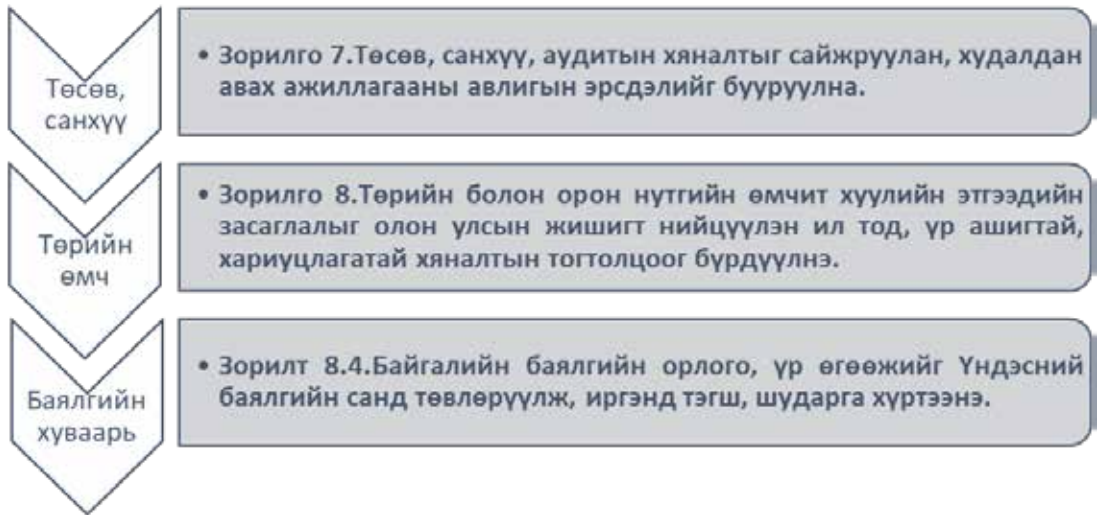 Төсөв,
санхүү
• Зорилго 7.Төсөв, санхүү, аудитын хяналтыг сайжруулан, худалдан
авах ажиллагааны авлигын эрсдэлийг бууруулна.
Төрийн
өмч
• Зорилго 8.Төрийн болон орон нутгийн өмчит хуулийн этгээдийн
засаглалыг олон улсын жишигт нийцүүлэн ил тод, үр ашигтай,
хариуцлагатай хяналтын тогтолцоог бүрдүүлнэ.
Баялгийн
хуваарь
• Зорилт 8.4.Байгалийн баялгийн орлого, үр өгөөжийг Үндэсний
баялгийн санд төвлөрүүлж, иргэнд тэгш, шударга хүртээнэ.